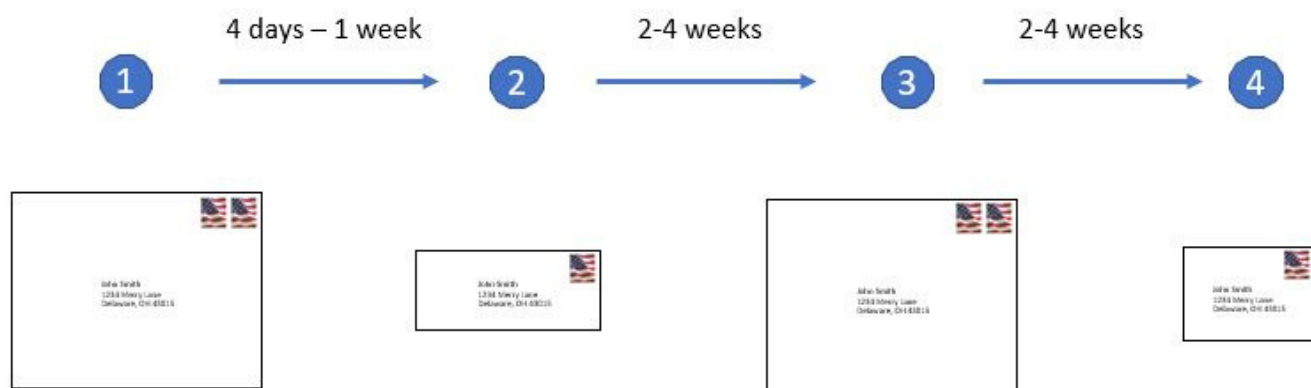 4 days – 1 week
2-4 weeks
2-4 weeks
1
2
3
4
John Smith
1234 Merry Lane
Delaware, OH 43015
John Smith
1234 Merry Lane
Delaware, OH 43015
John Smith
1234 Merry Lane
Delaware, OH 43015
John Smith
1234 Merry Lane
Delaware, OH 43015